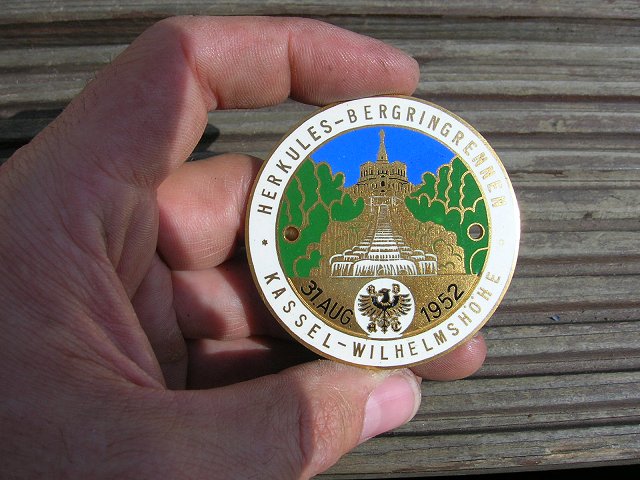 HERKULES-BERGRINGRENNEN
31. AUG 1952
* KASSEL-WILHELMSHÖHE *